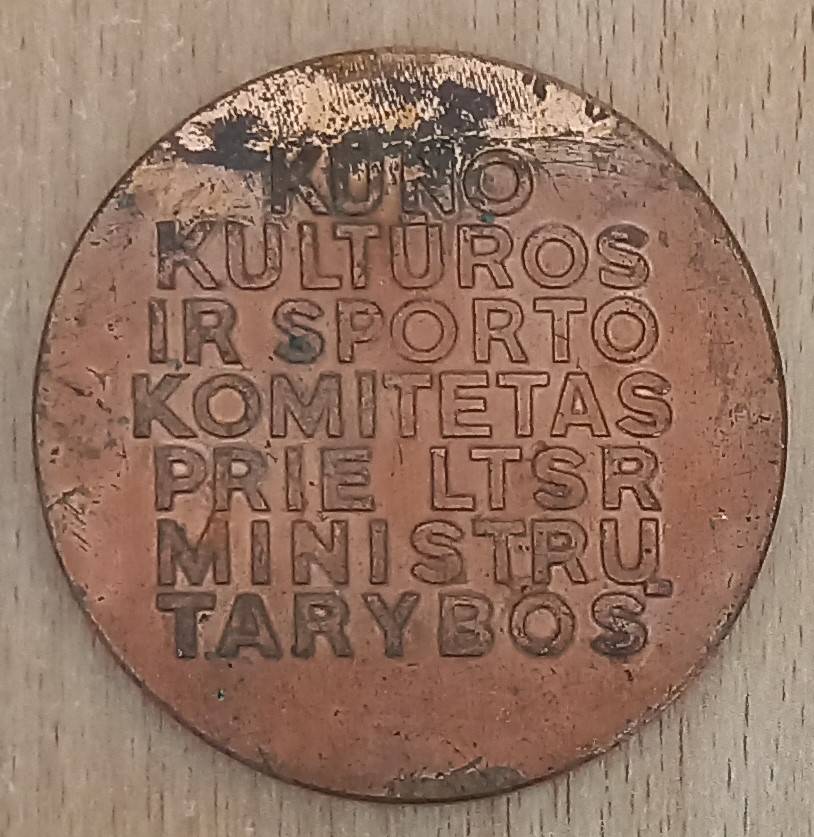 KŪNO
KULTŪROS
IR SPORTO
KOMITETAS
PRIE LTSR
MINISTRŲ
TARYBOS